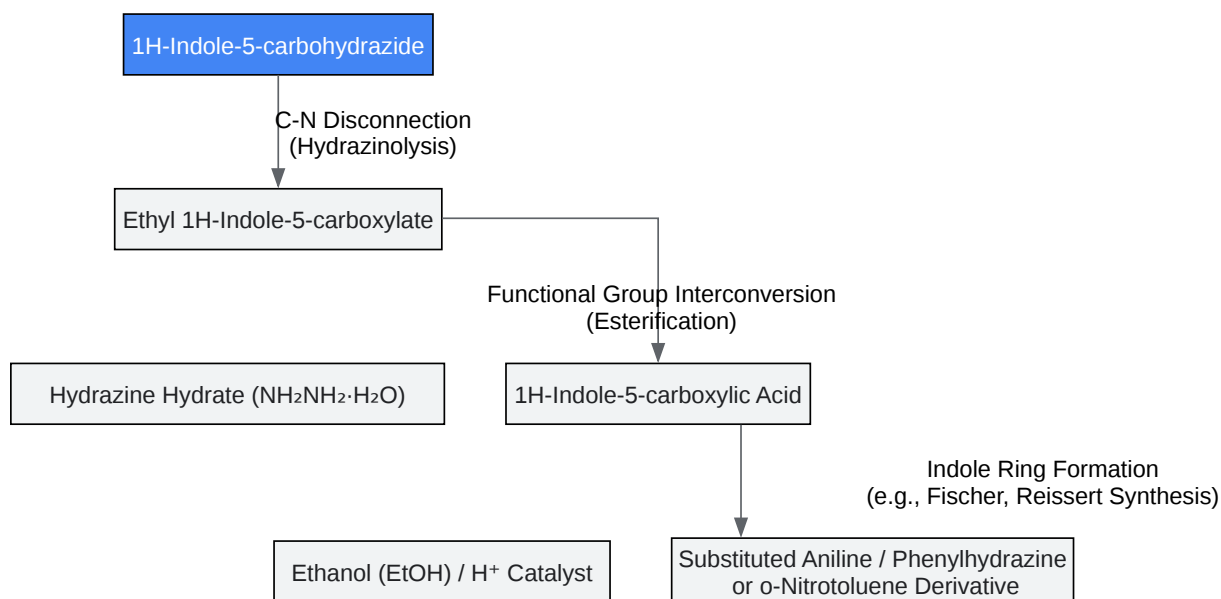 1H-Indole-5-carbohydrazide
C-N Disconnection
(Hydrazinolysis)
Ethyl 1H-Indole-5-carboxylate
Functional Group Interconversion
(Esterification)
Hydrazine Hydrate (NH₂NH₂·H₂O)
1H-Indole-5-carboxylic Acid
Indole Ring Formation
(e.g., Fischer, Reissert Synthesis)
Ethanol (EtOH) / H⁺ Catalyst
Substituted Aniline / Phenylhydrazine
or o-Nitrotoluene Derivative